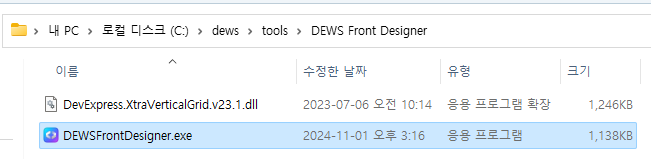 내 PC > 로컬 디스크 (C:) > dews > tools > DEWS Front Designer
이름 수정한 날짜 유형 크기
DevExpress.XtraVerticalGrid.v23.1.dll 2023-07-06 오전 10:14 응용 프로그램 확장 1,246KB
DEWSFrontDesigner.exe 2024-11-01 오후 3:16 응용 프로그램 1,138KB